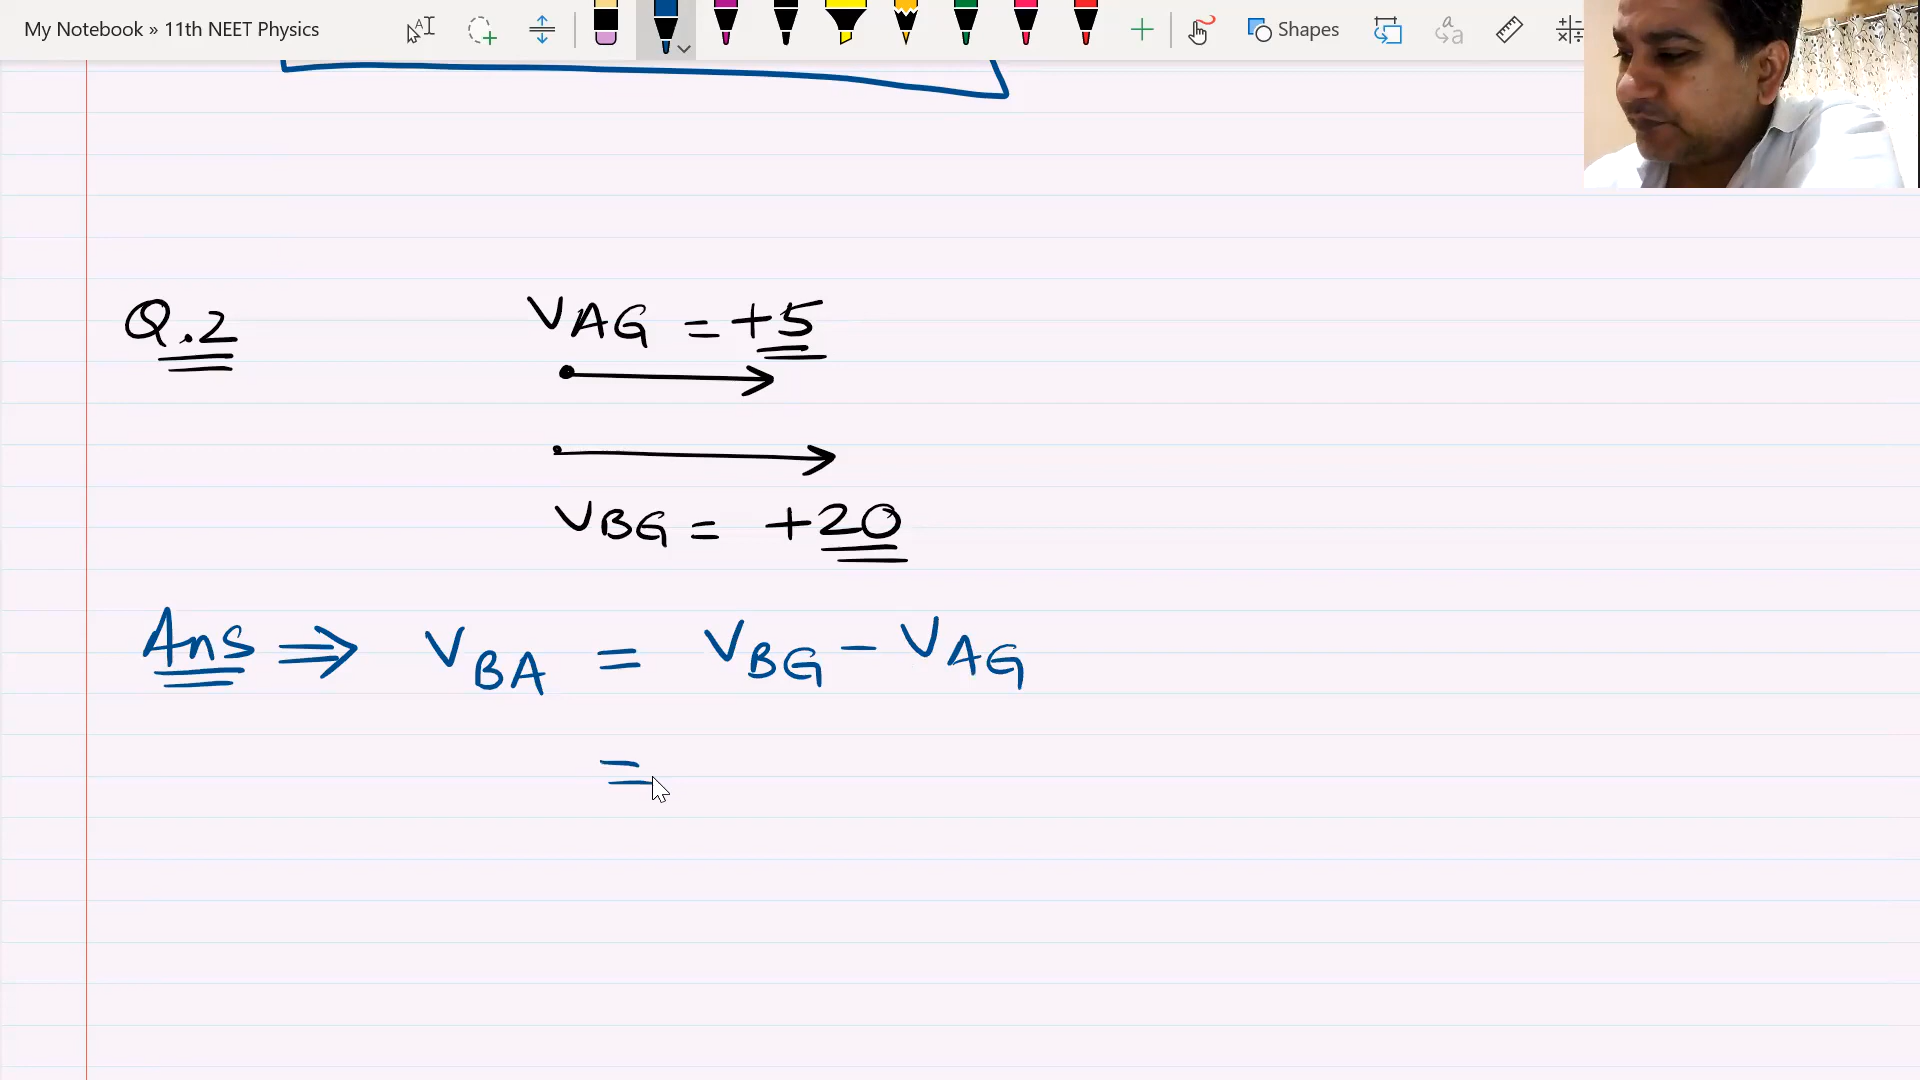 My Notebook » 11th NEET Physics
Shapes
Q.2
VAG = +5
VBG = +20
Ans ⇒ VBA = VBG - VAG
=